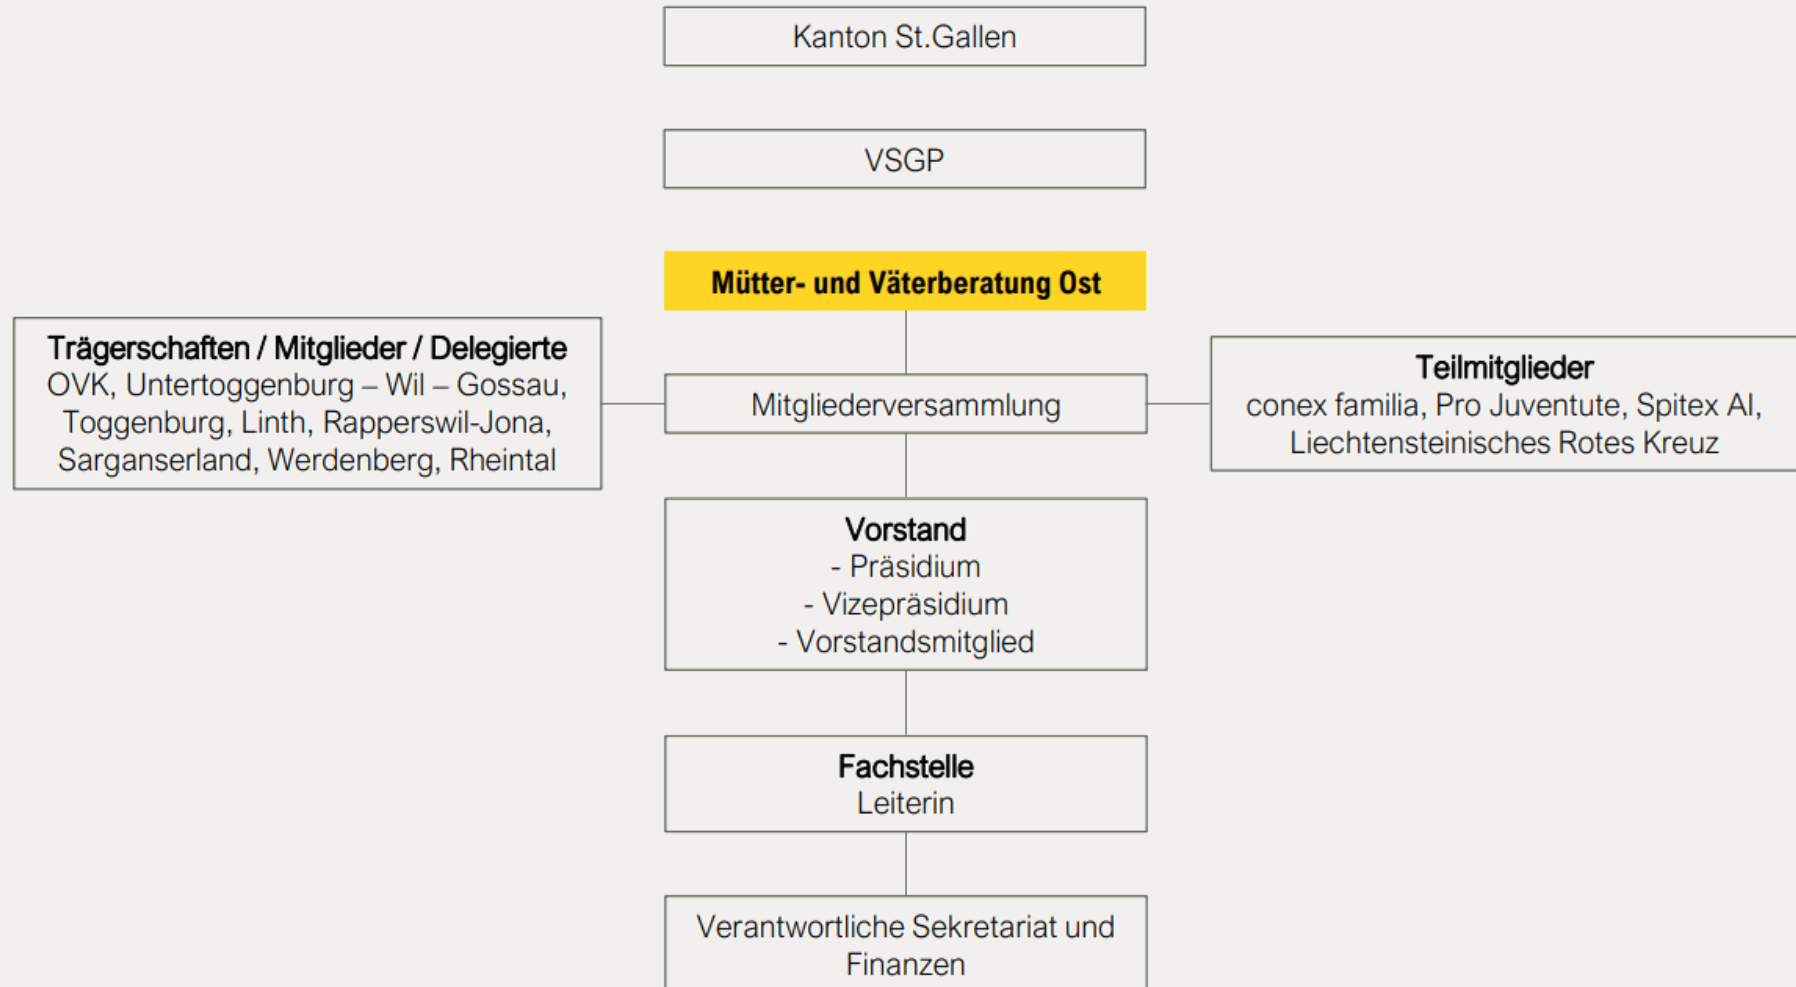 Kanton St.Gallen
VSGP
Mütter- und Väterberatung Ost
Trägerschaften / Mitglieder / Delegierte
OVK, Untertoggenburg – Wil – Gossau,
Toggenburg, Linth, Rapperswil-Jona,
Sarganserland, Werdenberg, Rheintal
Mitgliederversammlung
Teilmitglieder
conex familia, Pro Juventute, Spitex AI,
Liechtensteinisches Rotes Kreuz
Vorstand
- Präsidium
- Vizepräsidium
- Vorstandsmitglied
Fachstelle
Leiterin
Verantwortliche Sekretariat und
Finanzen